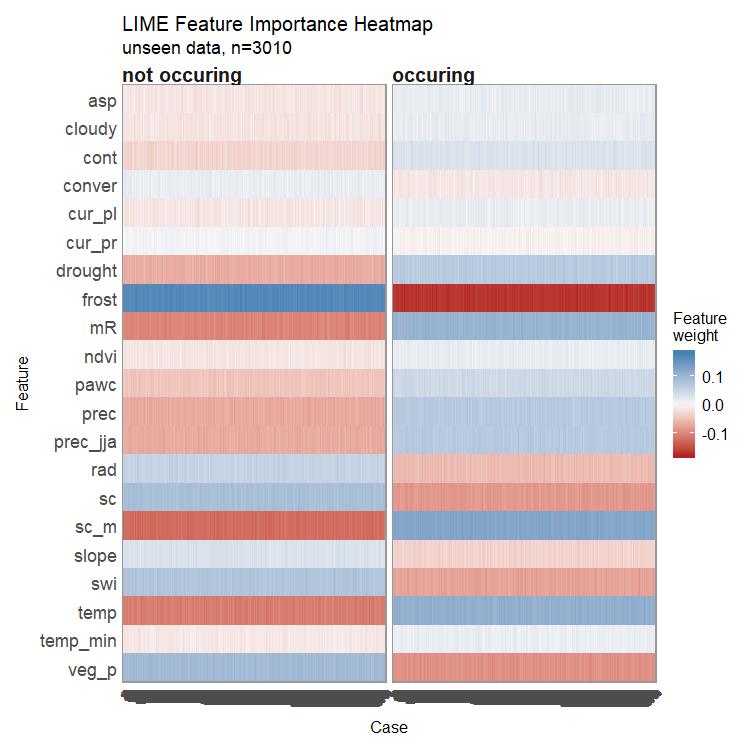 LIME Feature Importance Heatmap
unseen data, n=3010
not occuring
occuring
asp
cloudy
cont
conver
cur_pl
cur_pr
drought
frost
mR
ndvi
pawc
prec
prec_jja
rad
sc
sc_m
slope
swi
temp
temp_min
veg_p
Feature
Case
Feature
weight
0.1
0.0
-0.1